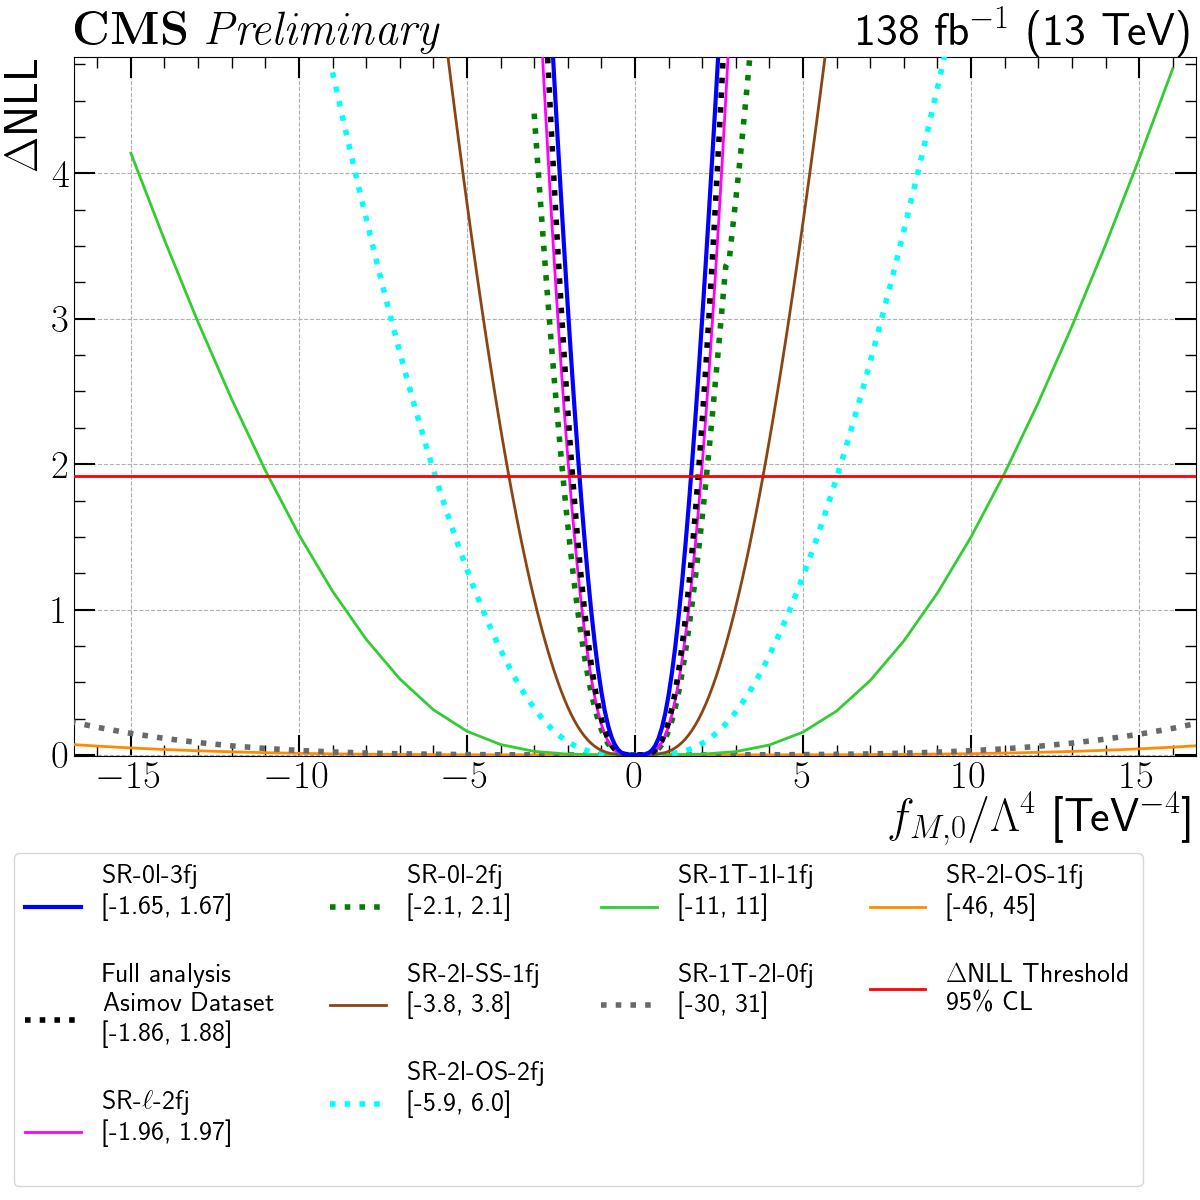 CMS Preliminary 138 fb⁻¹ (13 TeV)
ΔNLL
4
3
2
1
0
−15 −10 −5 0 5 10 15
f_{M,0}/Λ⁴ [TeV⁻⁴]
SR-0l-3fj
[-1.65, 1.67]
Full analysis
Asimov Dataset
[-1.86, 1.88]
SR-ℓ-2fj
[-1.96, 1.97]
SR-0l-2fj
[-2.1, 2.1]
SR-2l-SS-1fj
[-3.8, 3.8]
SR-2l-OS-2fj
[-5.9, 6.0]
SR-1T-1l-1fj
[-11, 11]
SR-1T-2l-0fj
[-30, 31]
SR-2l-OS-1fj
[-46, 45]
ΔNLL Threshold
95% CL